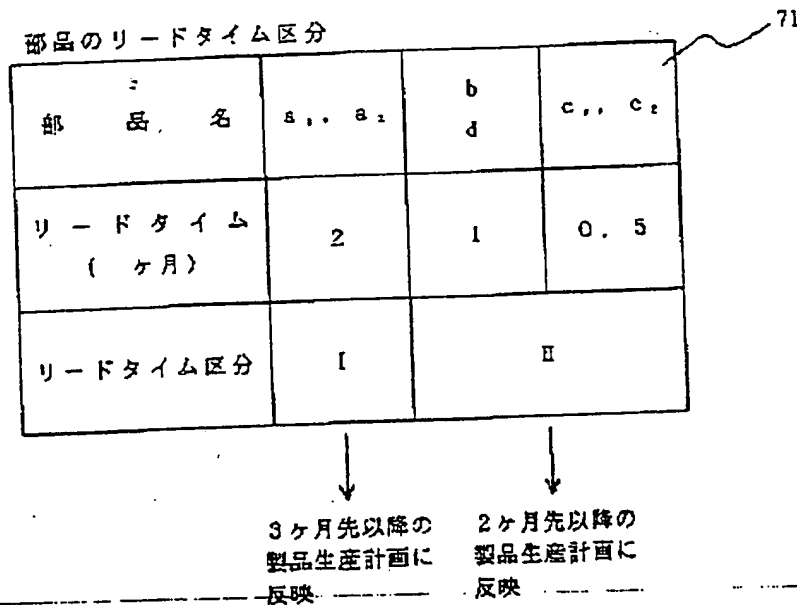 71
部品のリードタイム区分
部品名 a₁, a₂ b c₁, c₂
d
リードタイム 2 1 0.5
(ヶ月)
リードタイム区分 I II
3ヶ月先以降の 2ヶ月先以降の
製品生産計画に 製品生産計画に
反映 反映